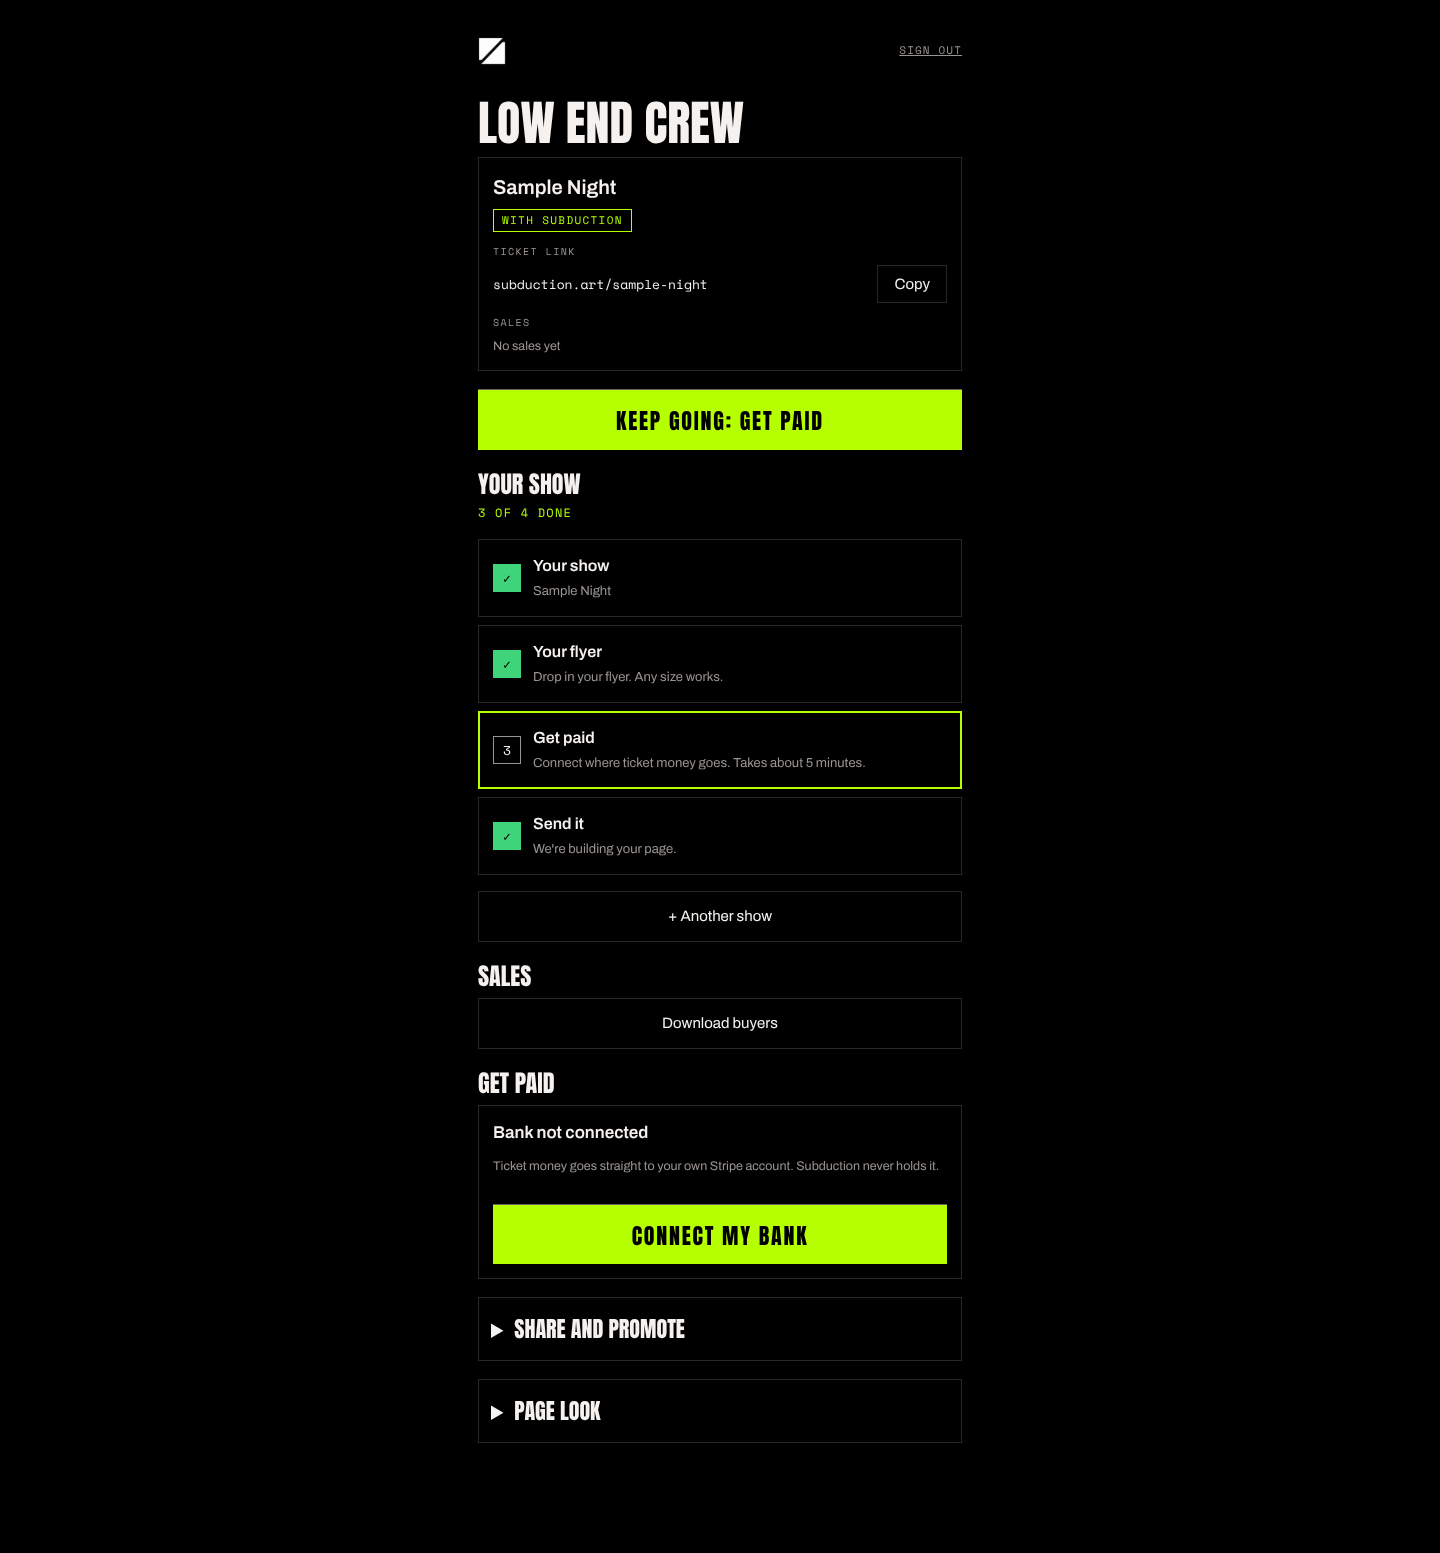 SIGN OUT
LOW END CREW
Sample Night
WITH SUBDUCTION
TICKET LINK
subduction.art/sample-night
Copy
SALES
No sales yet
KEEP GOING: GET PAID
YOUR SHOW
3 OF 4 DONE
✓
Your show
Sample Night
✓
Your flyer
Drop in your flyer. Any size works.
3
Get paid
Connect where ticket money goes. Takes about 5 minutes.
✓
Send it
We're building your page.
+ Another show
SALES
Download buyers
GET PAID
Bank not connected
Ticket money goes straight to your own Stripe account. Subduction never holds it.
CONNECT MY BANK
SHARE AND PROMOTE
PAGE LOOK